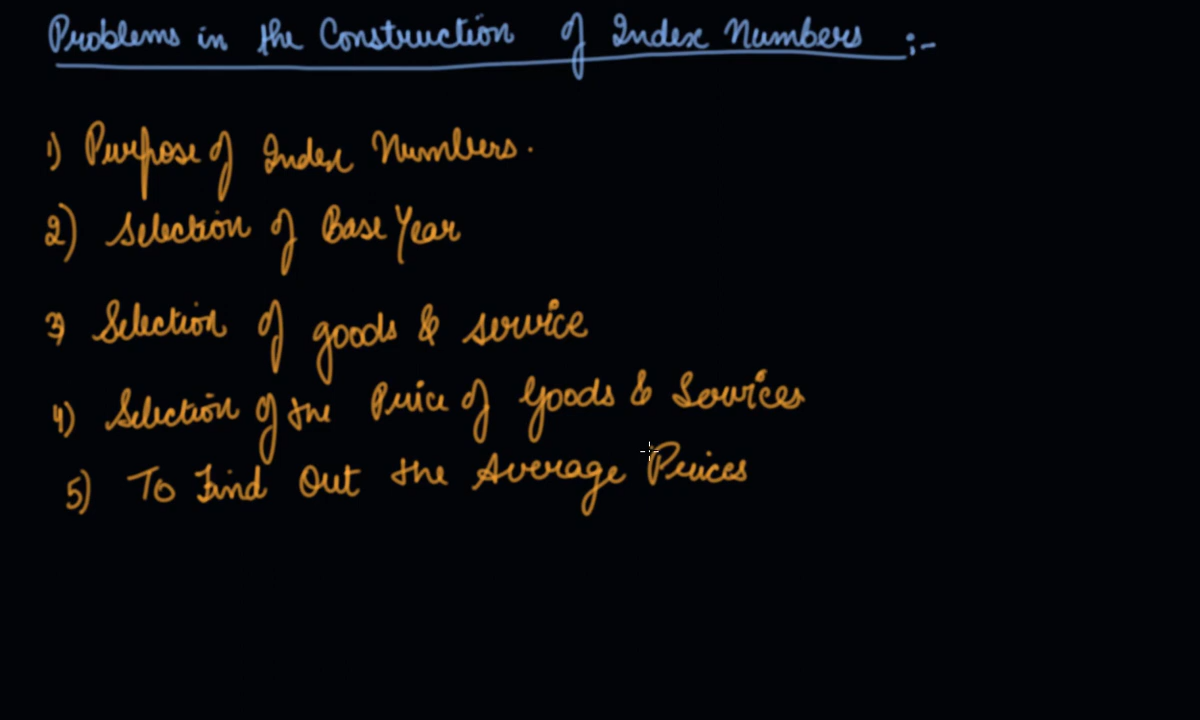 Problems in the Construction of Index Numbers :-
1) Purpose of Index Numbers.
2) Selection of Base Year
3) Selection of goods & service
4) Selection of the Price of Goods & Services
5) To Find Out the Average Prices